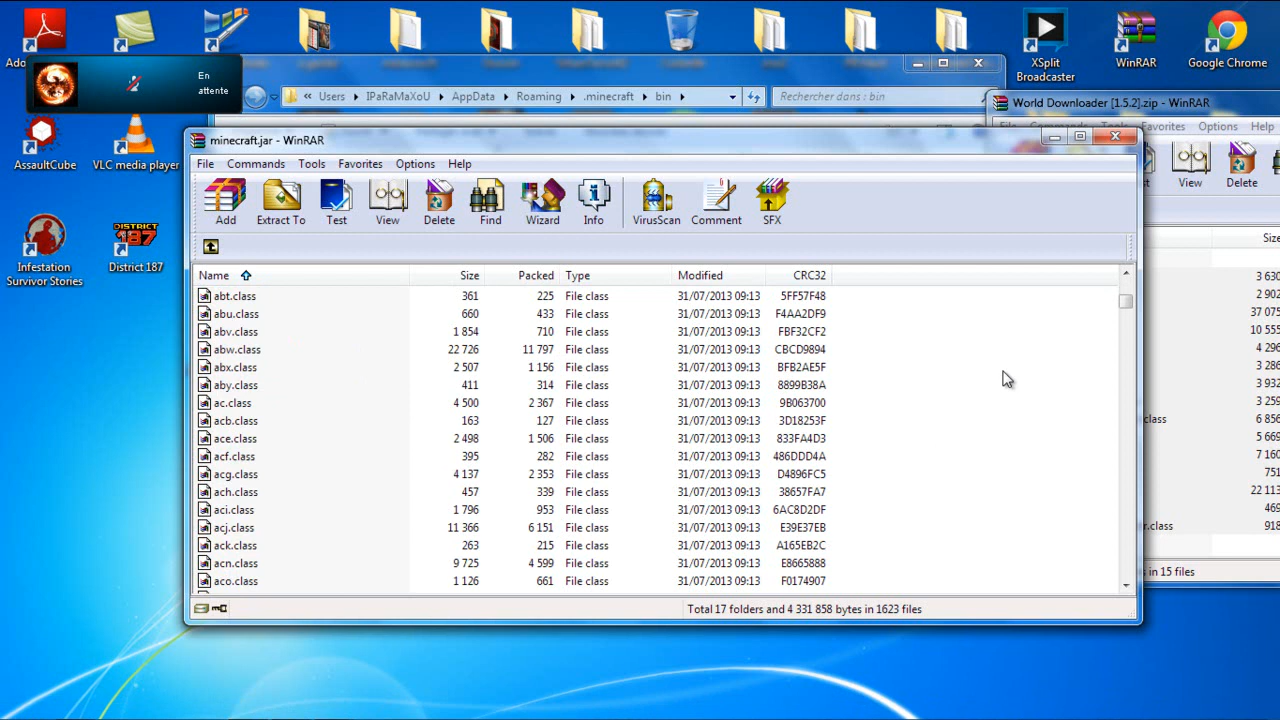 Ado
XSplit
Broadcaster
WinRAR
Google Chrome
En
attente
« Users IPaRaMaXoU AppData Roaming .minecraft bin
Rechercher dans : bin
World Downloader [1.5.2].zip - WinRAR
Favorites Options Help
AssaultCube
VLC media player
View
Delete
DISTRICT
187
Infestation
Survivor Stories
District 187
minecraft.jar - WinRAR
File Commands Tools Favorites Options Help
Add Extract To Test View Delete Find Wizard Info VirusScan Comment SFX
Name Size Packed Type Modified CRC32
abt.class 361 225 File class 31/07/2013 09:13 5FF57F48
abu.class 660 433 File class 31/07/2013 09:13 F4AA2DF9
abv.class 1 854 710 File class 31/07/2013 09:13 FBF32CF2
abw.class 22 726 11 797 File class 31/07/2013 09:13 CBCD9894
abx.class 2 507 1 156 File class 31/07/2013 09:13 BFB2AE5F
aby.class 411 314 File class 31/07/2013 09:13 8899B38A
ac.class 4 500 2 367 File class 31/07/2013 09:13 9B063700
acb.class 163 127 File class 31/07/2013 09:13 3D18253F
ace.class 2 498 1 506 File class 31/07/2013 09:13 833FA4D3
acf.class 395 282 File class 31/07/2013 09:13 486DDD4A
acg.class 4 137 2 353 File class 31/07/2013 09:13 D4896FC5
ach.class 457 339 File class 31/07/2013 09:13 38657FA7
aci.class 1 796 953 File class 31/07/2013 09:13 6AC8D2DF
acj.class 11 366 6 151 File class 31/07/2013 09:13 E39E37EB
ack.class 263 215 File class 31/07/2013 09:13 A165EB2C
acn.class 9 725 4 599 File class 31/07/2013 09:13 E8665888
aco.class 1 126 661 File class 31/07/2013 09:13 F0174907
Total 17 folders and 4 331 858 bytes in 1623 files
Size
3 630
2 902
37 075
10 555
4 296
3 286
3 932
3 259
class 6 855
5 669
7 160
751
22 113
469
r.class 918
s in 15 files